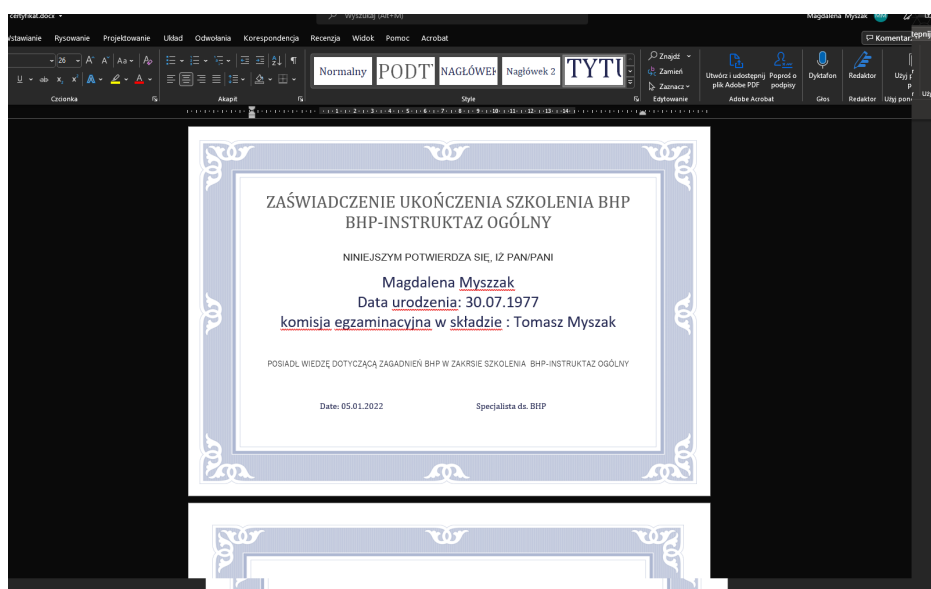 certyfikat.docx
Wyszukaj (Alt+M)
Magdalena Myszak MM
Wstawianie Rysowanie Projektowanie Układ Odwołania Korespondencja Recenzja Widok Pomoc Acrobat
26 A A Aa
Normalny PODT NAGŁÓWEK Nagłówek 2 TYTU
Znajdź
Zamień
Zaznacz
Utwórz i udostępnij plik Adobe PDF
Poproś o podpisy
Dyktafon
Redaktor
Czcionka Akapit Style Edytowanie Adobe Acrobat Głos Redaktor
ZAŚWIADCZENIE UKOŃCZENIA SZKOLENIA BHP
BHP-INSTRUKTAZ OGÓLNY
NINIEJSZYM POTWIERDZA SIĘ, IŻ PAN/PANI
Magdalena Myszzak
Data urodzenia: 30.07.1977
komisja egzaminacyjna w składzie : Tomasz Myszak
POSIADŁ WIEDZĘ DOTYCZĄCĄ ZAGADNIEŃ BHP W ZAKRSIE SZKOLENIA BHP-INSTRUKTAZ OGÓLNY
Date: 05.01.2022 Specjalista ds. BHP